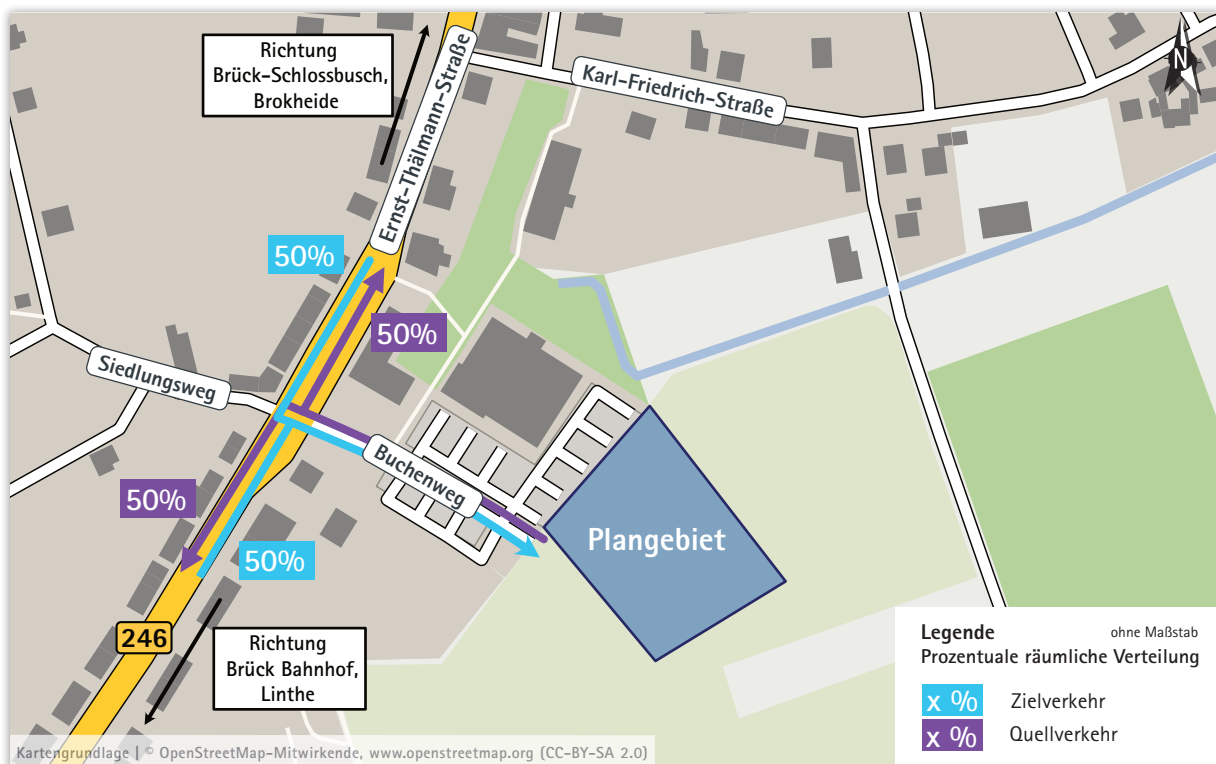 Richtung
Brück-Schlossbusch,
Brokheide
Ernst-Thälmann-Straße
Karl-Friedrich-Straße
N
50%
50%
Siedlungsweg
Buchenweg
50%
50%
Plangebiet
246
Richtung
Brück Bahnhof,
Linthe
Legende
ohne Maßstab
Prozentuale räumliche Verteilung
x % Zielverkehr
x % Quellverkehr
Kartengrundlage | © OpenStreetMap-Mitwirkende, www.openstreetmap.org (CC-BY-SA 2.0)